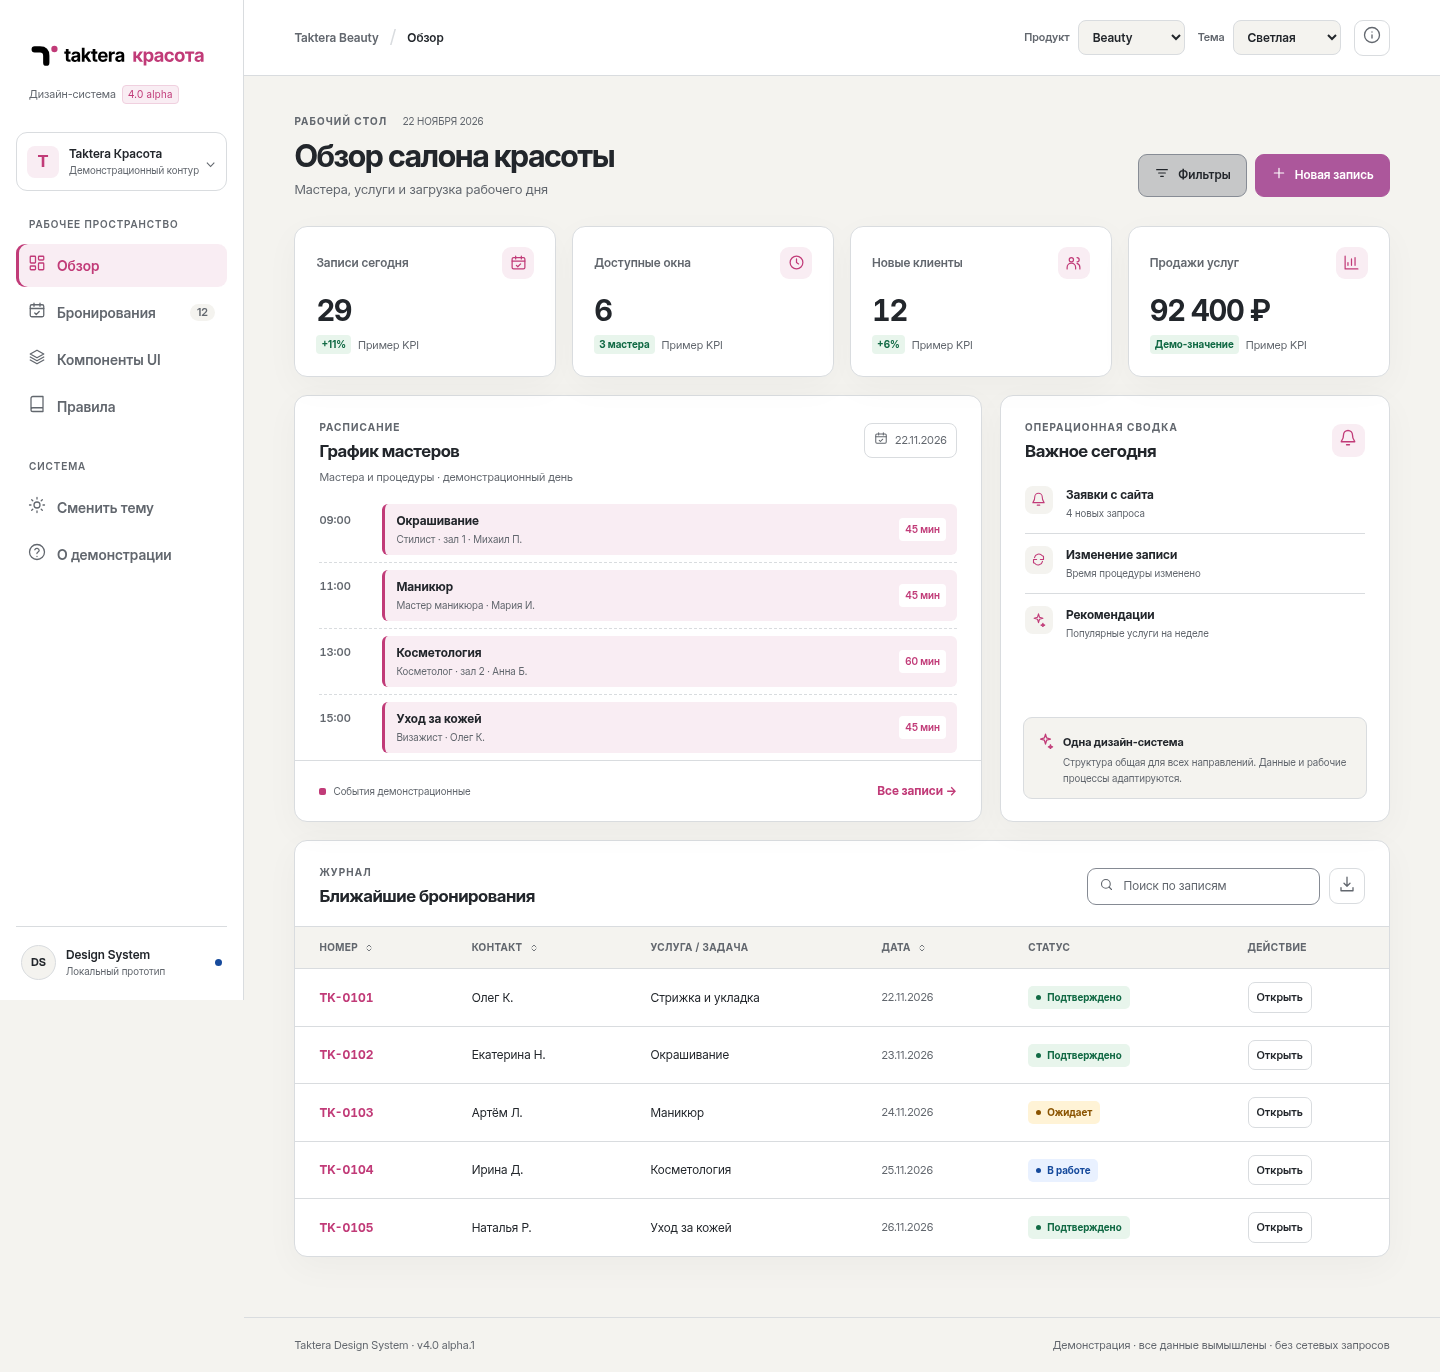 taktera красота
Дизайн-система 4.0 alpha
T
Taktera Красота
Демонстрационный контур
РАБОЧЕЕ ПРОСТРАНСТВО
Обзор
Бронирования 12
Компоненты UI
Правила
СИСТЕМА
Сменить тему
О демонстрации
DS
Design System
Локальный прототип
Taktera Beauty / Обзор
Продукт Beauty Тема Светлая
РАБОЧИЙ СТОЛ 22 НОЯБРЯ 2026
Обзор салона красоты
Мастера, услуги и загрузка рабочего дня
Фильтры
Новая запись
Записи сегодня
29
+11% Пример KPI
Доступные окна
6
3 мастера Пример KPI
Новые клиенты
12
+6% Пример KPI
Продажи услуг
92 400 ₽
Демо-значение Пример KPI
РАСПИСАНИЕ
График мастеров
Мастера и процедуры · демонстрационный день
22.11.2026
09:00
Окрашивание
Стилист · зал 1 · Михаил П.
45 мин
11:00
Маникюр
Мастер маникюра · Мария И.
45 мин
13:00
Косметология
Косметолог · зал 2 · Анна Б.
60 мин
15:00
Уход за кожей
Визажист · Олег К.
45 мин
События демонстрационные
Все записи →
ОПЕРАЦИОННАЯ СВОДКА
Важное сегодня
Заявки с сайта
4 новых запроса
Изменение записи
Время процедуры изменено
Рекомендации
Популярные услуги на неделе
Одна дизайн-система
Структура общая для всех направлений. Данные и рабочие
процессы адаптируются.
ЖУРНАЛ
Ближайшие бронирования
Поиск по записям
НОМЕР КОНТАКТ УСЛУГА / ЗАДАЧА ДАТА СТАТУС ДЕЙСТВИЕ
TK-0101 Олег К. Стрижка и укладка 22.11.2026 Подтверждено Открыть
TK-0102 Екатерина Н. Окрашивание 23.11.2026 Подтверждено Открыть
TK-0103 Артём Л. Маникюр 24.11.2026 Ожидает Открыть
TK-0104 Ирина Д. Косметология 25.11.2026 В работе Открыть
TK-0105 Наталья Р. Уход за кожей 26.11.2026 Подтверждено Открыть
Taktera Design System · v4.0 alpha.1
Демонстрация · все данные вымышлены · без сетевых запросов